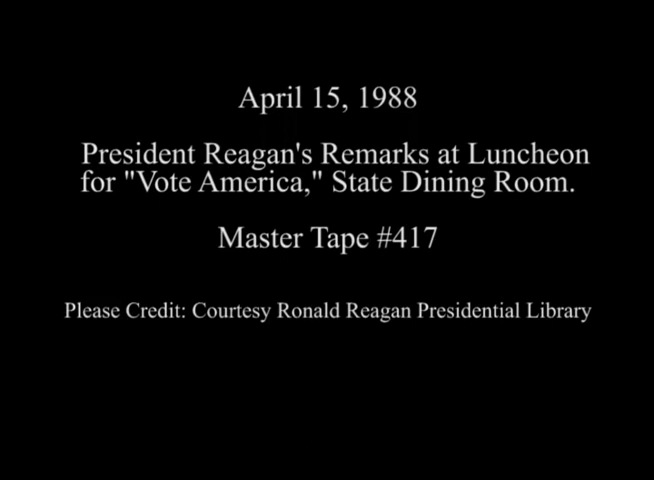 April 15, 1988
President Reagan's Remarks at Luncheon
for "Vote America," State Dining Room.
Master Tape #417
Please Credit: Courtesy Ronald Reagan Presidential Library